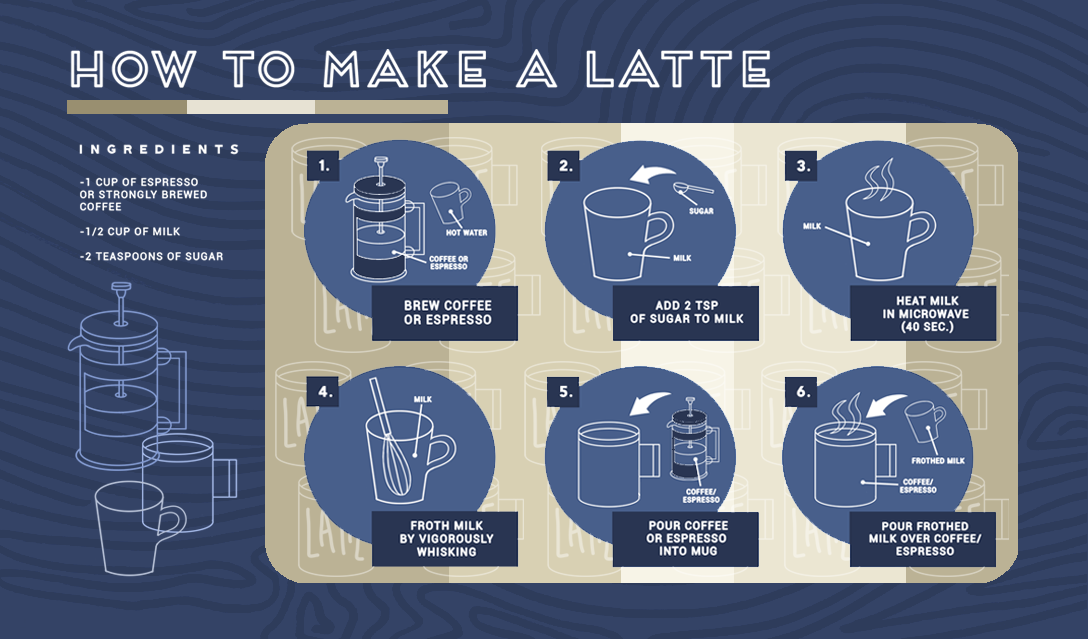 HOW TO MAKE A LATTE
INGREDIENTS
-1 CUP OF ESPRESSO
OR STRONGLY BREWED
COFFEE
-1/2 CUP OF MILK
-2 TEASPOONS OF SUGAR
1.
HOT WATER
COFFEE OR
ESPRESSO
BREW COFFEE
OR ESPRESSO
2.
SUGAR
MILK
ADD 2 TSP
OF SUGAR TO MILK
3.
MILK
HEAT MILK
IN MICROWAVE
(40 SEC.)
4.
MILK
FROTH MILK
BY VIGOROUSLY
WHISKING
5.
COFFEE/
ESPRESSO
POUR COFFEE
OR ESPRESSO
INTO MUG
6.
FROTHED MILK
COFFEE/
ESPRESSO
POUR FROTHED
MILK OVER COFFEE/
ESPRESSO